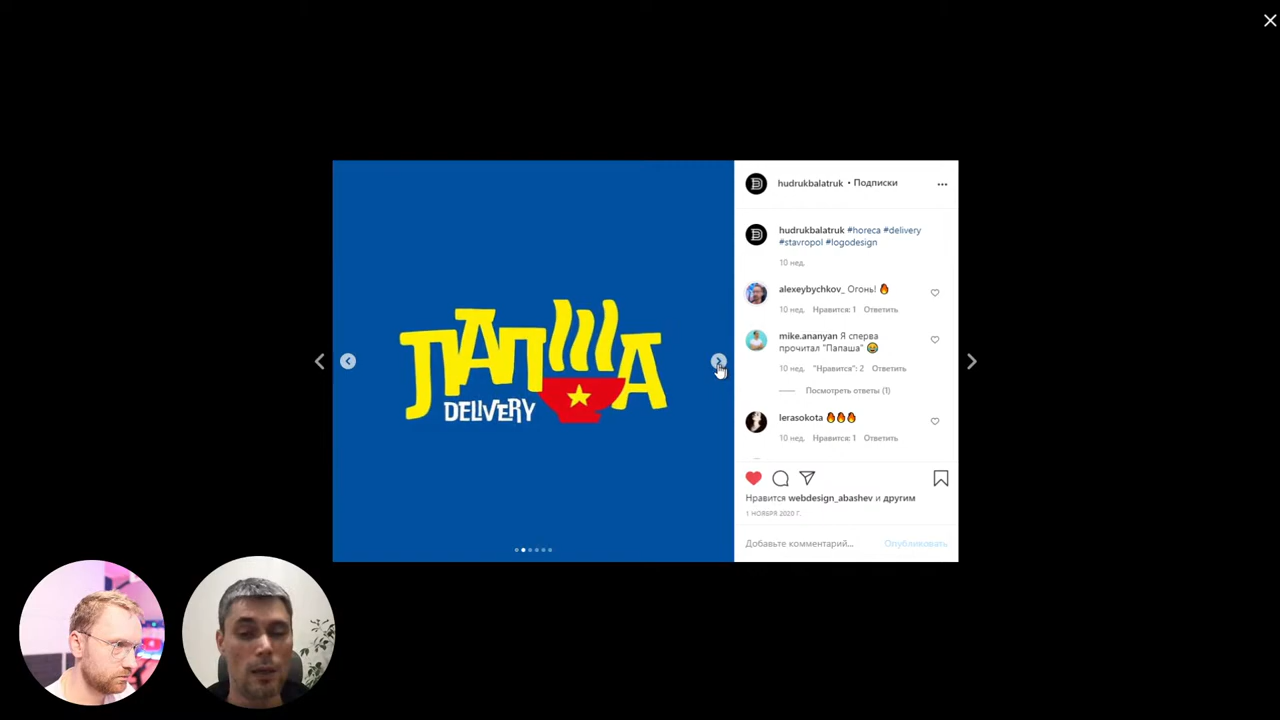 ЛАПША
DELIVERY
hudrukbalatruk • Подписки
hudrukbalatruk #horeca #delivery
#stavropol #logodesign
10 нед.
alexeybychkov_ Огонь! 🔥
10 нед. Нравится: 1 Ответить
mike.ananyan Я сперва
прочитал "Папаша" 😂
10 нед. "Нравится": 2 Ответить
Посмотреть ответы (1)
lerasokota 🔥🔥🔥
10 нед. Нравится: 1 Ответить
Нравится webdesign_abashev и другим
1 НОЯБРЯ 2020 Г.
Добавьте комментарий...
Опубликовать